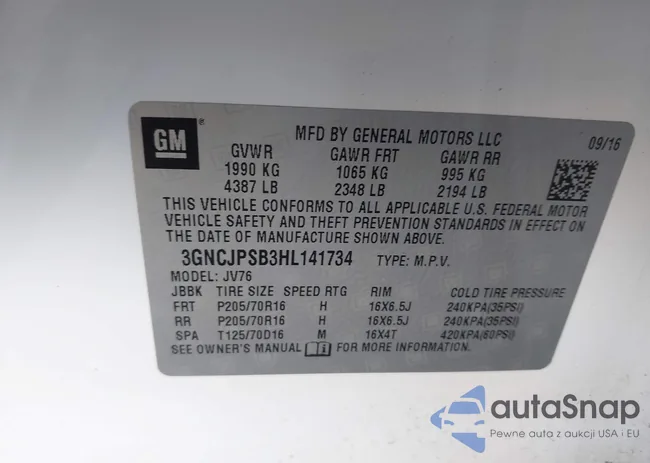 GM ®
MFD BY GENERAL MOTORS LLC 09/16
GVWR GAWR FRT GAWR RR
1990 KG 1065 KG 995 KG
4387 LB 2348 LB 2194 LB
THIS VEHICLE CONFORMS TO ALL APPLICABLE U.S. FEDERAL MOTOR
VEHICLE SAFETY AND THEFT PREVENTION STANDARDS IN EFFECT ON
THE DATE OF MANUFACTURE SHOWN ABOVE.
3GNCJPSB3HL141734 TYPE: M.P.V.
MODEL: JV76
JBBK TIRE SIZE SPEED RTG RIM COLD TIRE PRESSURE
FRT P205/70R16 H 16X6.5J 240KPA(35PSI)
RR P205/70R16 H 16X6.5J 240KPA(35PSI)
SPA T125/70D16 M 16X4T 420KPA(60PSI)
SEE OWNER'S MANUAL FOR MORE INFORMATION.
autoSnap
Pewne auta z aukcji USA i EU